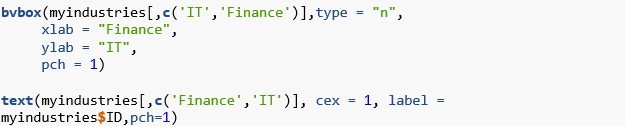 bvbox(myindustries[,c('IT','Finance')],type = "n",
xlab = "Finance",
ylab = "IT",
pch = 1)
text(myindustries[,c('Finance','IT')], cex = 1, label =
myindustries$ID,pch=1)